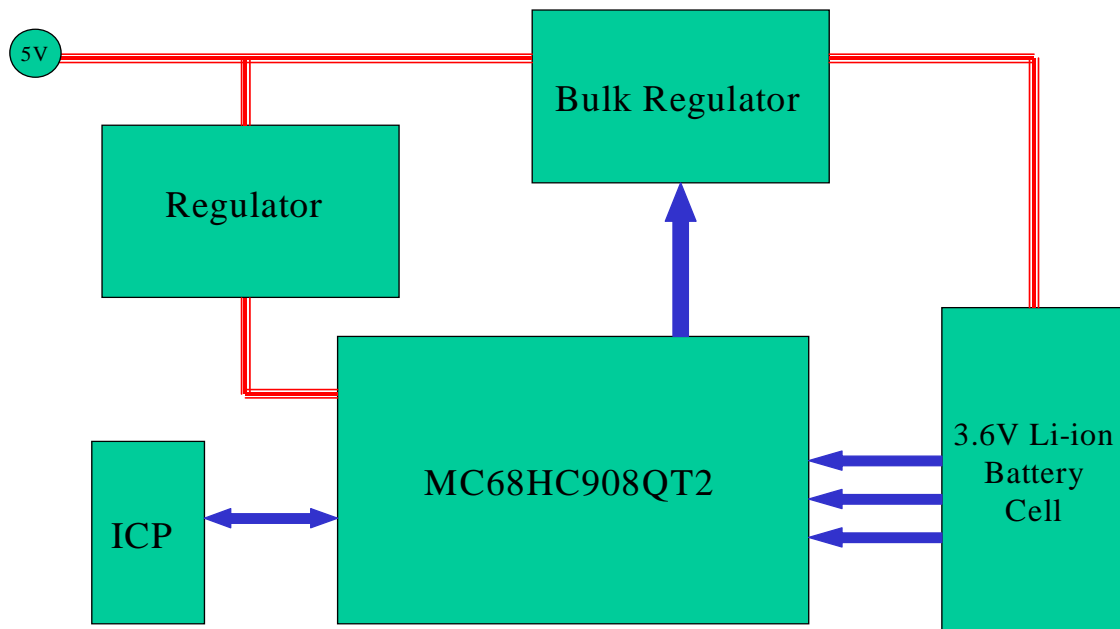 5V
Bulk Regulator
Regulator
MC68HC908QT2
3.6V Li-ion
Battery
Cell
ICP